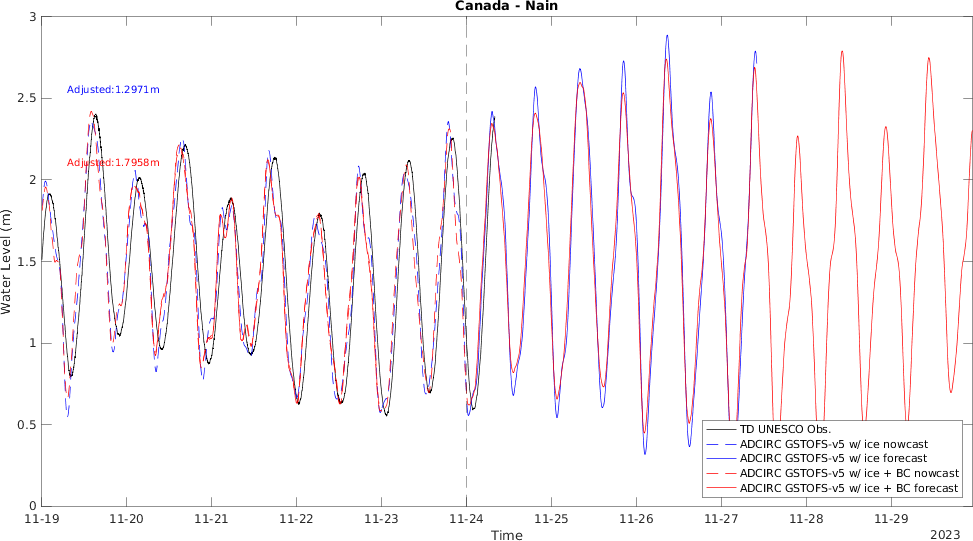 Canada - Nain
3
2.5
2
1.5
1
0.5
0
Water Level (m)
Adjusted:1.2971m
Adjusted:1.7958m
TD UNESCO Obs.
ADCIRC GSTOFS-v5 w/ ice nowcast
ADCIRC GSTOFS-v5 w/ ice forecast
ADCIRC GSTOFS-v5 w/ ice + BC nowcast
ADCIRC GSTOFS-v5 w/ ice + BC forecast
11-19 11-20 11-21 11-22 11-23 11-24 11-25 11-26 11-27 11-28 11-29
Time
2023